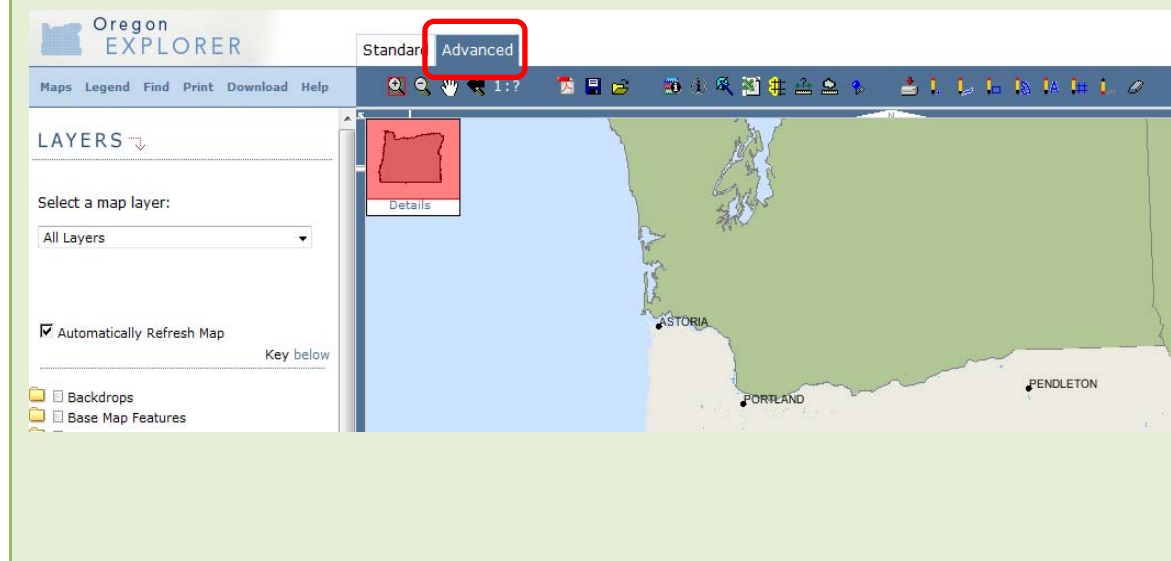 Oregon
EXPLORER
Standard Advanced
Maps Legend Find Print Download Help
1:?
N
LAYERS
Details
Select a map layer:
All Layers
Automatically Refresh Map
Key below
Backdrops
Base Map Features
ASTORIA
PORTLAND
PENDLETON